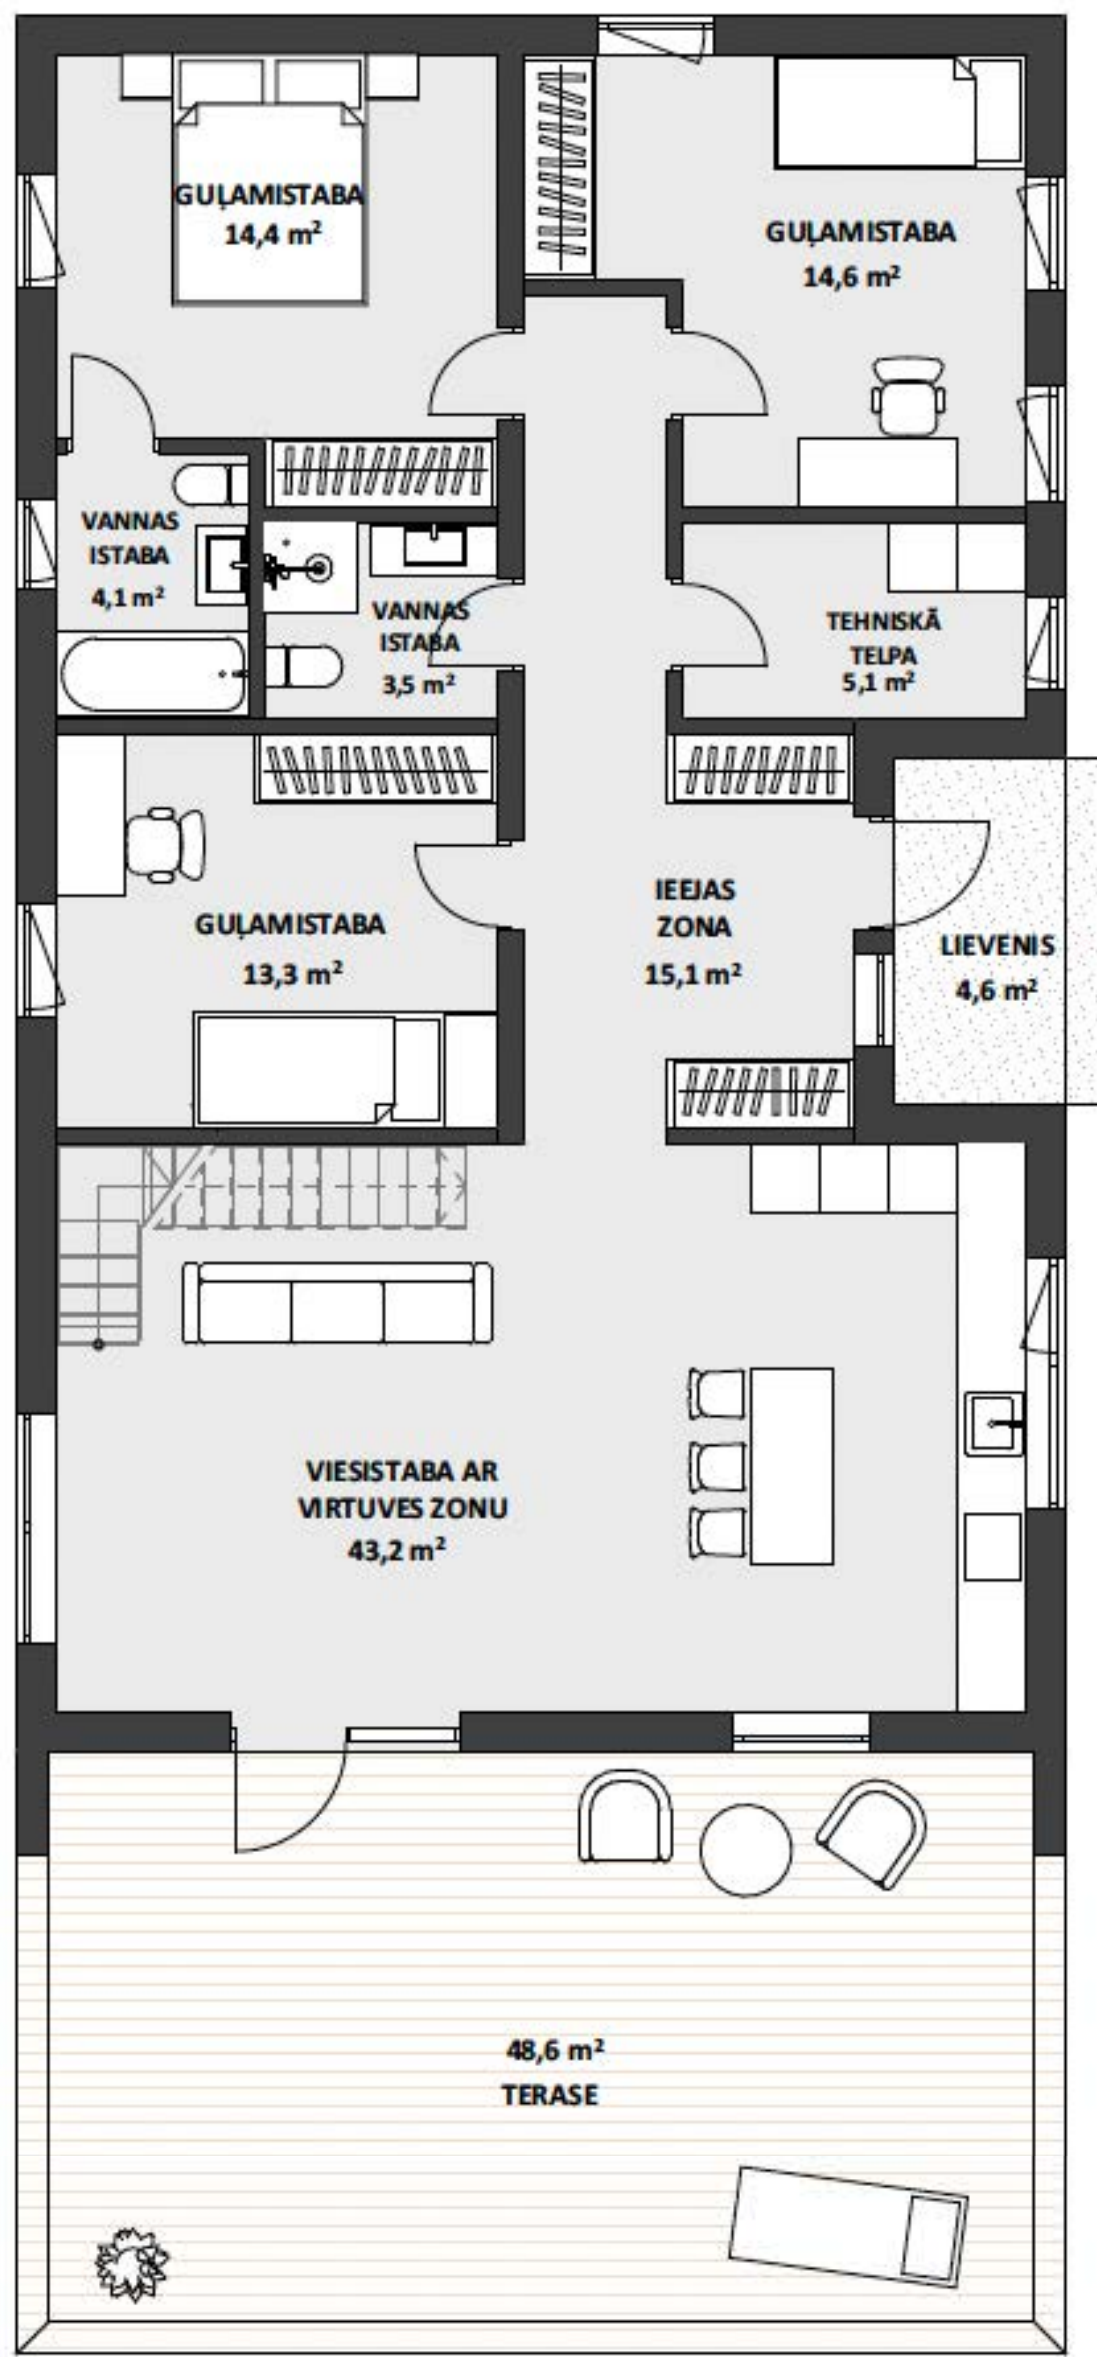 GUĻAMISTABA
14,4 m²
GUĻAMISTABA
14,6 m²
VANNAS
ISTABA
4,1 m²
VANNAS
ISTABA
3,5 m²
TEHNISKĀ
TELPA
5,1 m²
GUĻAMISTABA
13,3 m²
IEEJAS
ZONA
15,1 m²
LIEVENIS
4,6 m²
VIESISTABA AR
VIRTUVES ZONU
43,2 m²
48,6 m²
TERASE